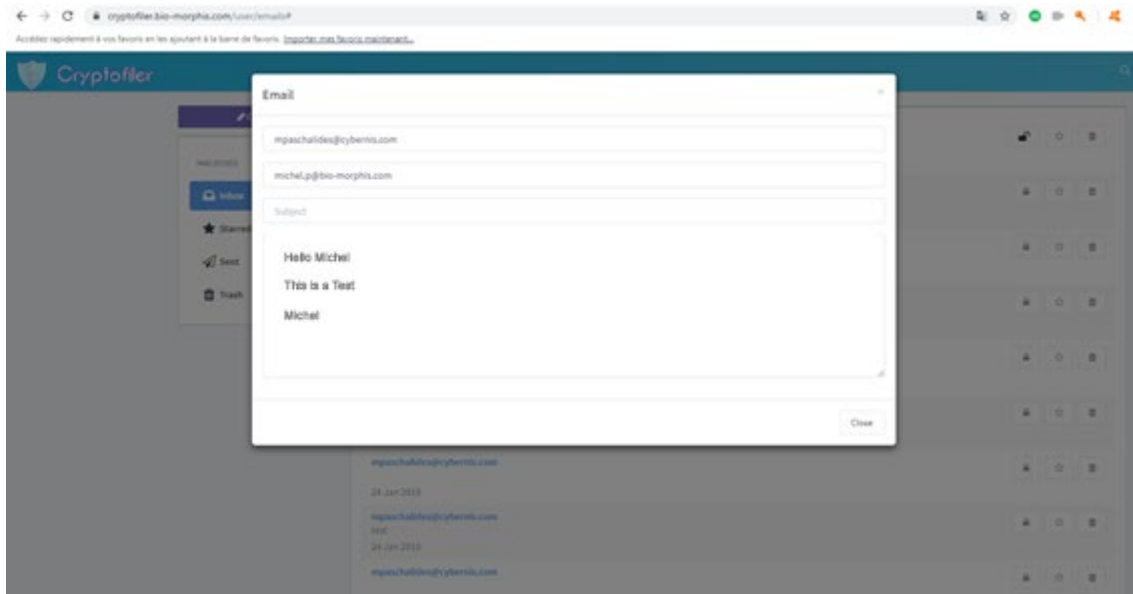 cryptofiler.bio-morphis.com/user/emails#
Accédez rapidement à vos favoris en les ajoutant à la barre de favoris. Importer mes favoris maintenant...
Cryptofiler
Email
mpaschalides@cybernis.com
michel.p@bio-morphis.com
Inbox
Subject
Starred
Hello Michel
Sent
This is a Test
Trash
Michel
Close
mpaschalides@cybernis.com
24 Jan 2019
mpaschalides@cybernis.com
test
24 Jan 2019
mpaschalides@cybernis.com